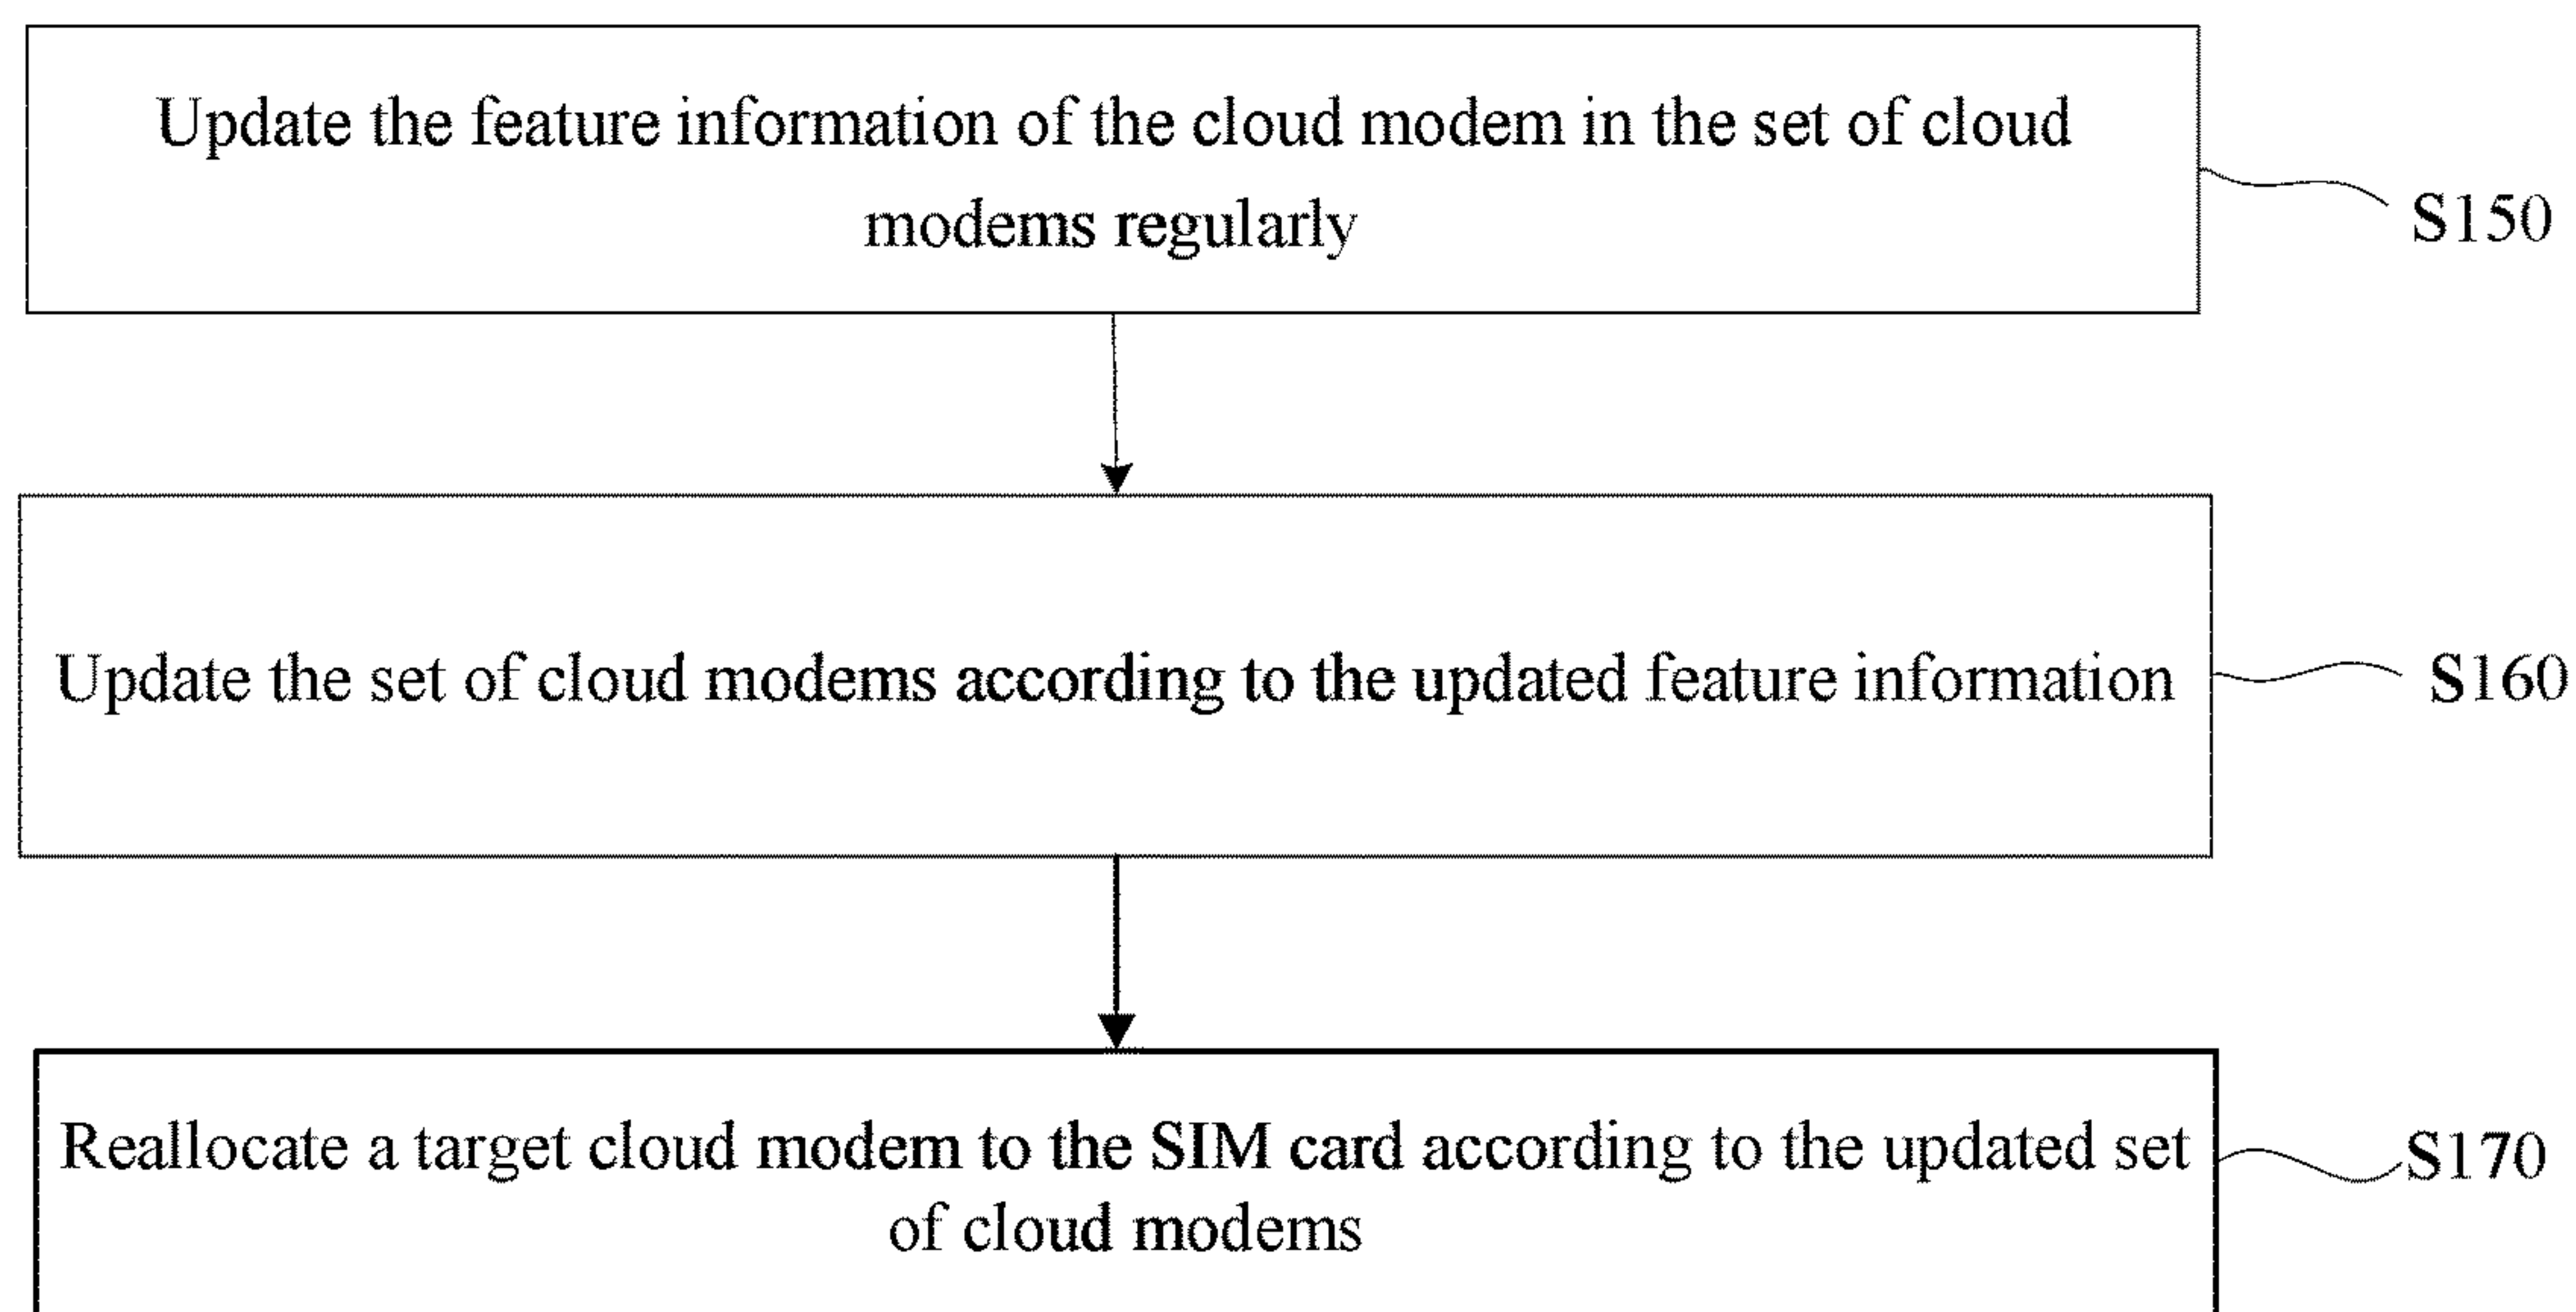 Update the feature information of the cloud modem in the set of cloud
modems regularly
S150
Update the set of cloud modems according to the updated feature information
S160
Reallocate a target cloud modem to the SIM card according to the updated set
of cloud modems
S170